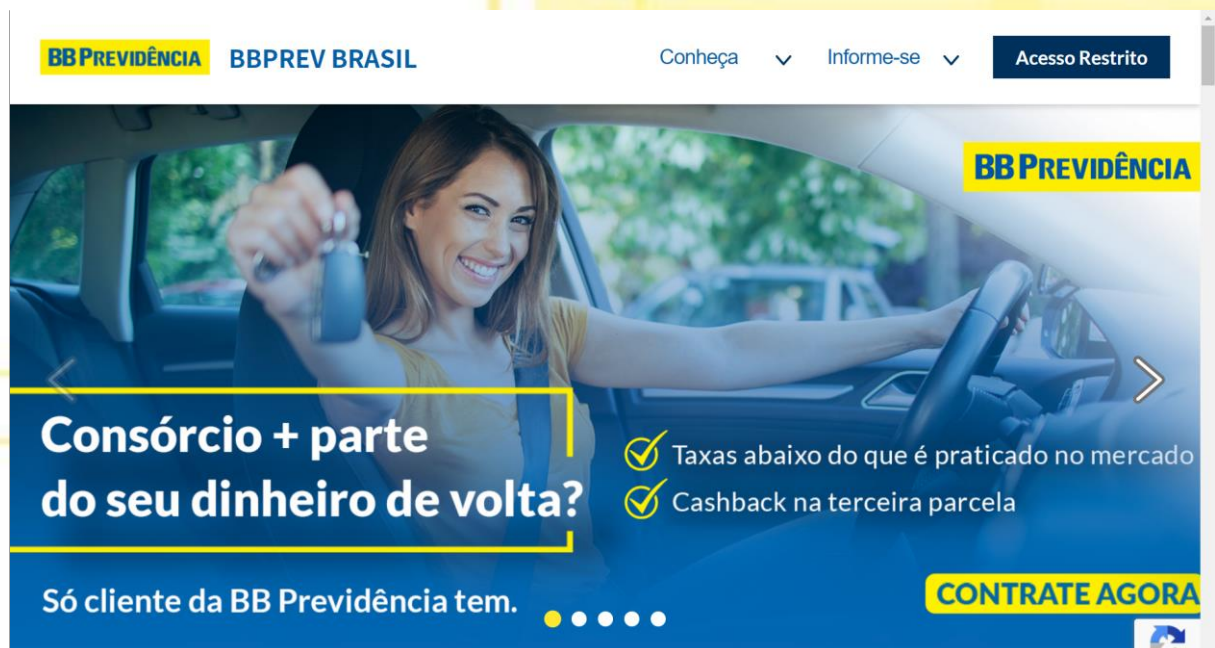 BB PREVIDÊNCIA BBPREV BRASIL Conheça Informe-se Acesso Restrito
BB PREVIDÊNCIA
Consórcio + parte
do seu dinheiro de volta?
Taxas abaixo do que é praticado no mercado
Cashback na terceira parcela
Só cliente da BB Previdência tem.
CONTRATE AGORA